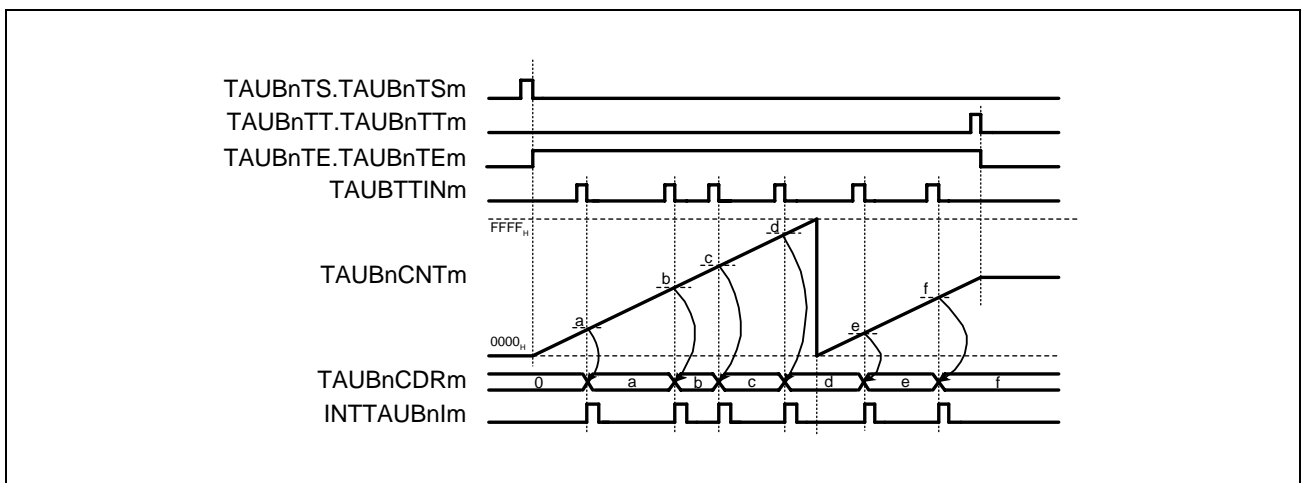 TAUBnTS.TAUBnTSm
TAUBnTT.TAUBnTTm
TAUBnTE.TAUBnTEm
TAUBTTINm
FFFFH
TAUBnCNTm
a
b
c
d
e
f
0000H
TAUBnCDRm
0 a b c d e f
INTTAUBnIm